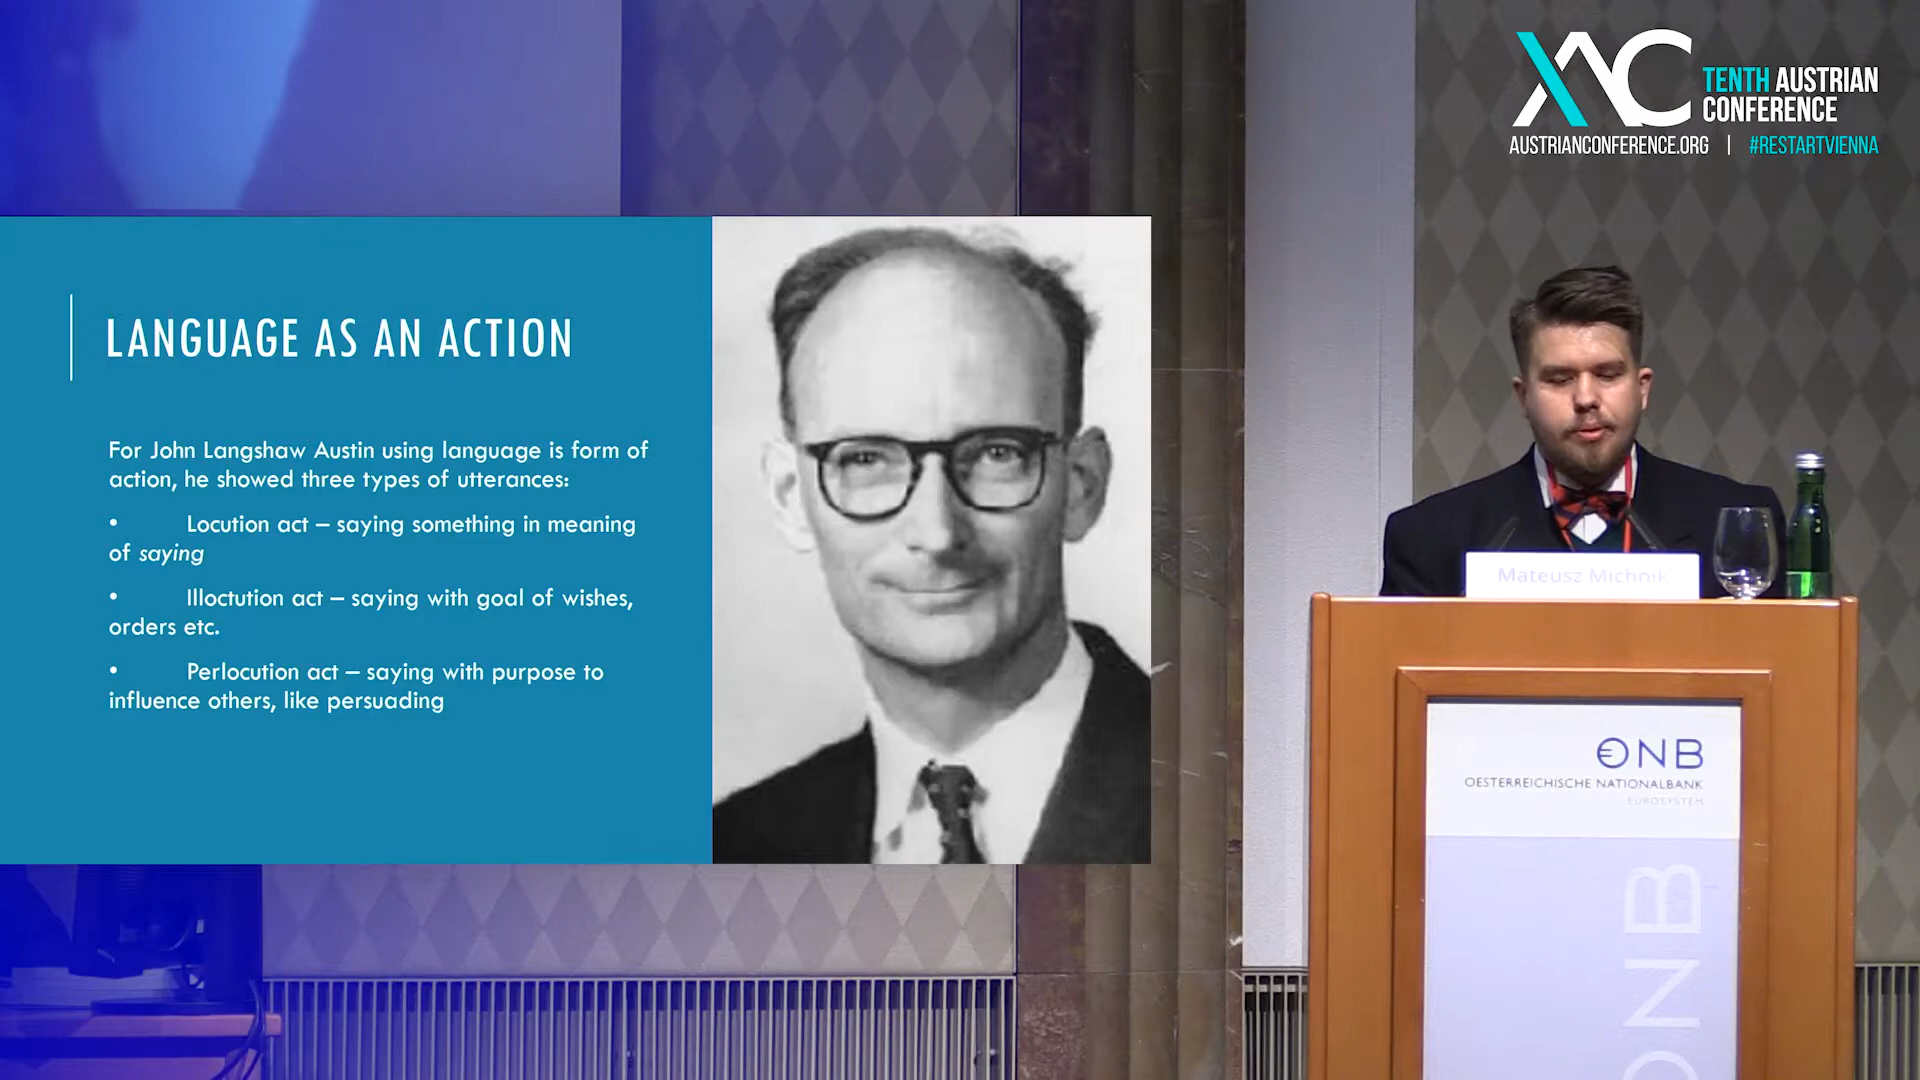 XAC
TENTH AUSTRIAN
CONFERENCE
AUSTRIANCONFERENCE.ORG | #RESTARTVIENNA
LANGUAGE AS AN ACTION
For John Langshaw Austin using language is form of
action, he showed three types of utterances:
• Locution act – saying something in meaning
of saying
• Illoctution act – saying with goal of wishes,
orders etc.
• Perlocution act – saying with purpose to
influence others, like persuading
Mateusz Michnik
ONB
OESTERREICHISCHE NATIONALBANK
EUROSYSTEM
ONB